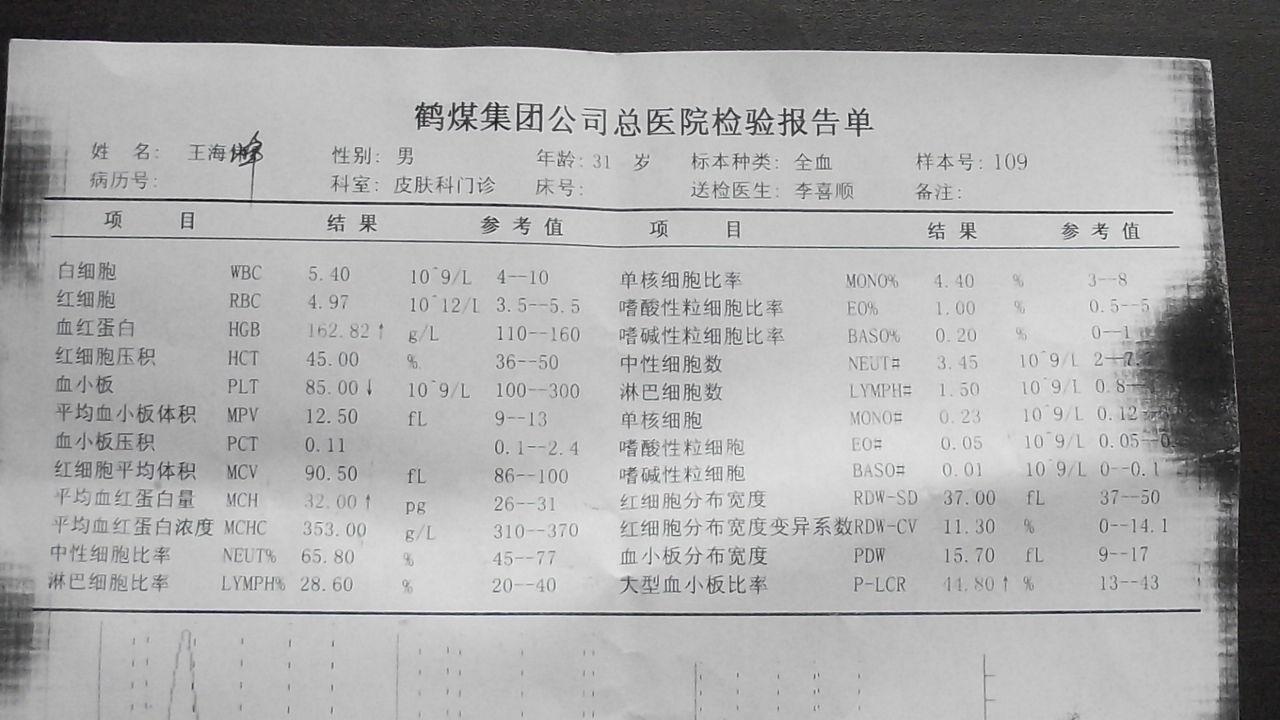 鹤煤集团公司总医院检验报告单
姓 名: 王海峰 性别: 男 年龄: 31 岁 标本种类: 全血 样本号: 109
病历号: 科室: 皮肤科门诊 床号: 送检医生: 李喜顺 备注:
项 目 结 果 参 考 值 项 目 结 果 参 考 值
白细胞 WBC 5.40 10^9/L 4--10 单核细胞比率 MONO% 4.40 % 3--8
红细胞 RBC 4.97 10^12/L 3.5--5.5 嗜酸性粒细胞比率 EO% 1.00 % 0.5--5
血红蛋白 HGB 162.82↑ g/L 110--160 嗜碱性粒细胞比率 BASO% 0.20 % 0--1
红细胞压积 HCT 45.00 % 36--50 中性细胞数 NEUT# 3.45 10^9/L 2--7.
血小板 PLT 85.00↓ 10^9/L 100--300 淋巴细胞数 LYMPH# 1.50 10^9/L 0.8--
平均血小板体积 MPV 12.50 fL 9--13 单核细胞 MONO# 0.23 10^9/L 0.12--
血小板压积 PCT 0.11 0.1--2.4 嗜酸性粒细胞 EO# 0.05 10^9/L 0.05--
红细胞平均体积 MCV 90.50 fL 86--100 嗜碱性粒细胞 BASO# 0.01 10^9/L 0--0.1
平均血红蛋白量 MCH 32.00↑ pg 26--31 红细胞分布宽度 RDW-SD 37.00 fL 37--50
平均血红蛋白浓度 MCHC 353.00 g/L 310--370 红细胞分布宽度变异系数 RDW-CV 11.30 % 0--14.1
中性细胞比率 NEUT% 65.80 % 45--77 血小板分布宽度 PDW 15.70 fL 9--17
淋巴细胞比率 LYMPH% 28.60 % 20--40 大型血小板比率 P-LCR 44.80↑ % 13--43